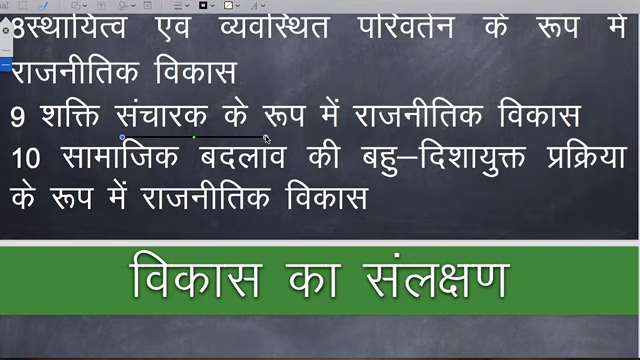 8स्थायित्व एवं व्यवस्थित परिवर्तन के रूप में
राजनीतिक विकास
9 शक्ति संचारक के रूप में राजनीतिक विकास
10 सामाजिक बदलाव की बहु–दिशायुक्त प्रक्रिया
के रूप में राजनीतिक विकास
विकास का संलक्षण